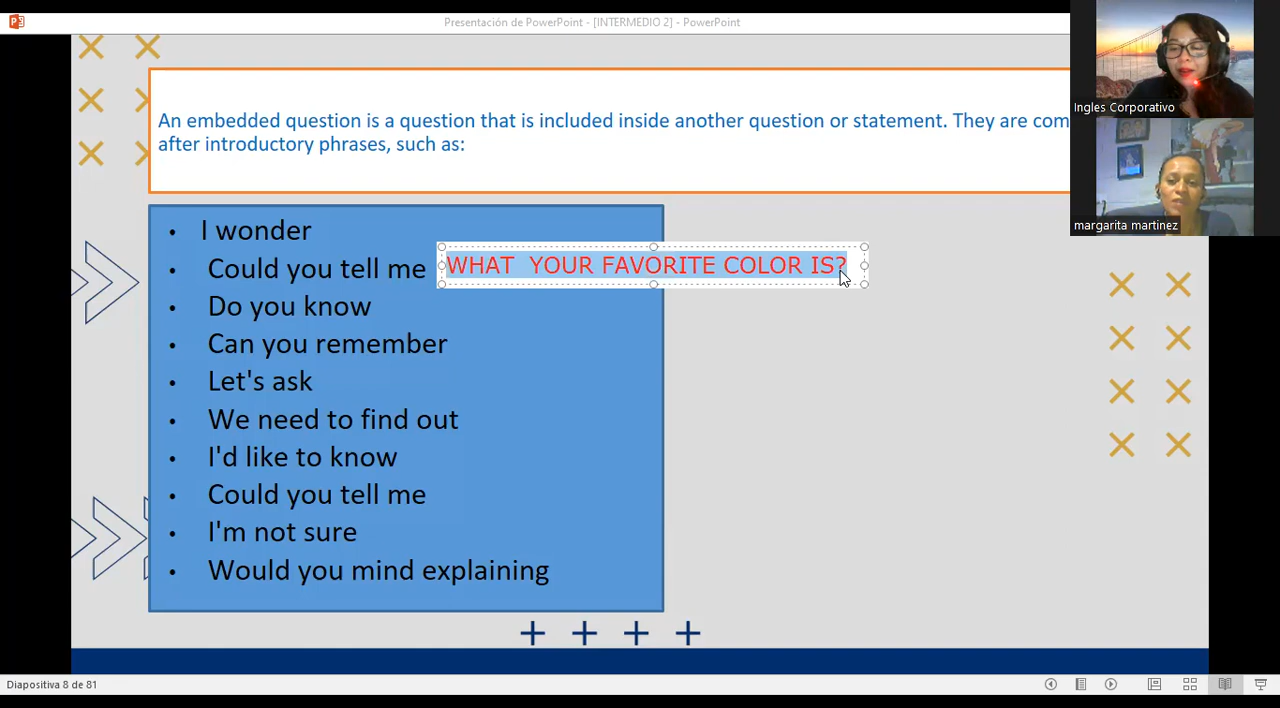 Presentación de PowerPoint - [INTERMEDIO 2] - PowerPoint
Ingles Corporativo
An embedded question is a question that is included inside another question or statement. They are com
after introductory phrases, such as:
margarita martinez
• I wonder
• Could you tell me WHAT YOUR FAVORITE COLOR IS?
• Do you know
• Can you remember
• Let's ask
• We need to find out
• I'd like to know
• Could you tell me
• I'm not sure
• Would you mind explaining
Diapositiva 8 de 81